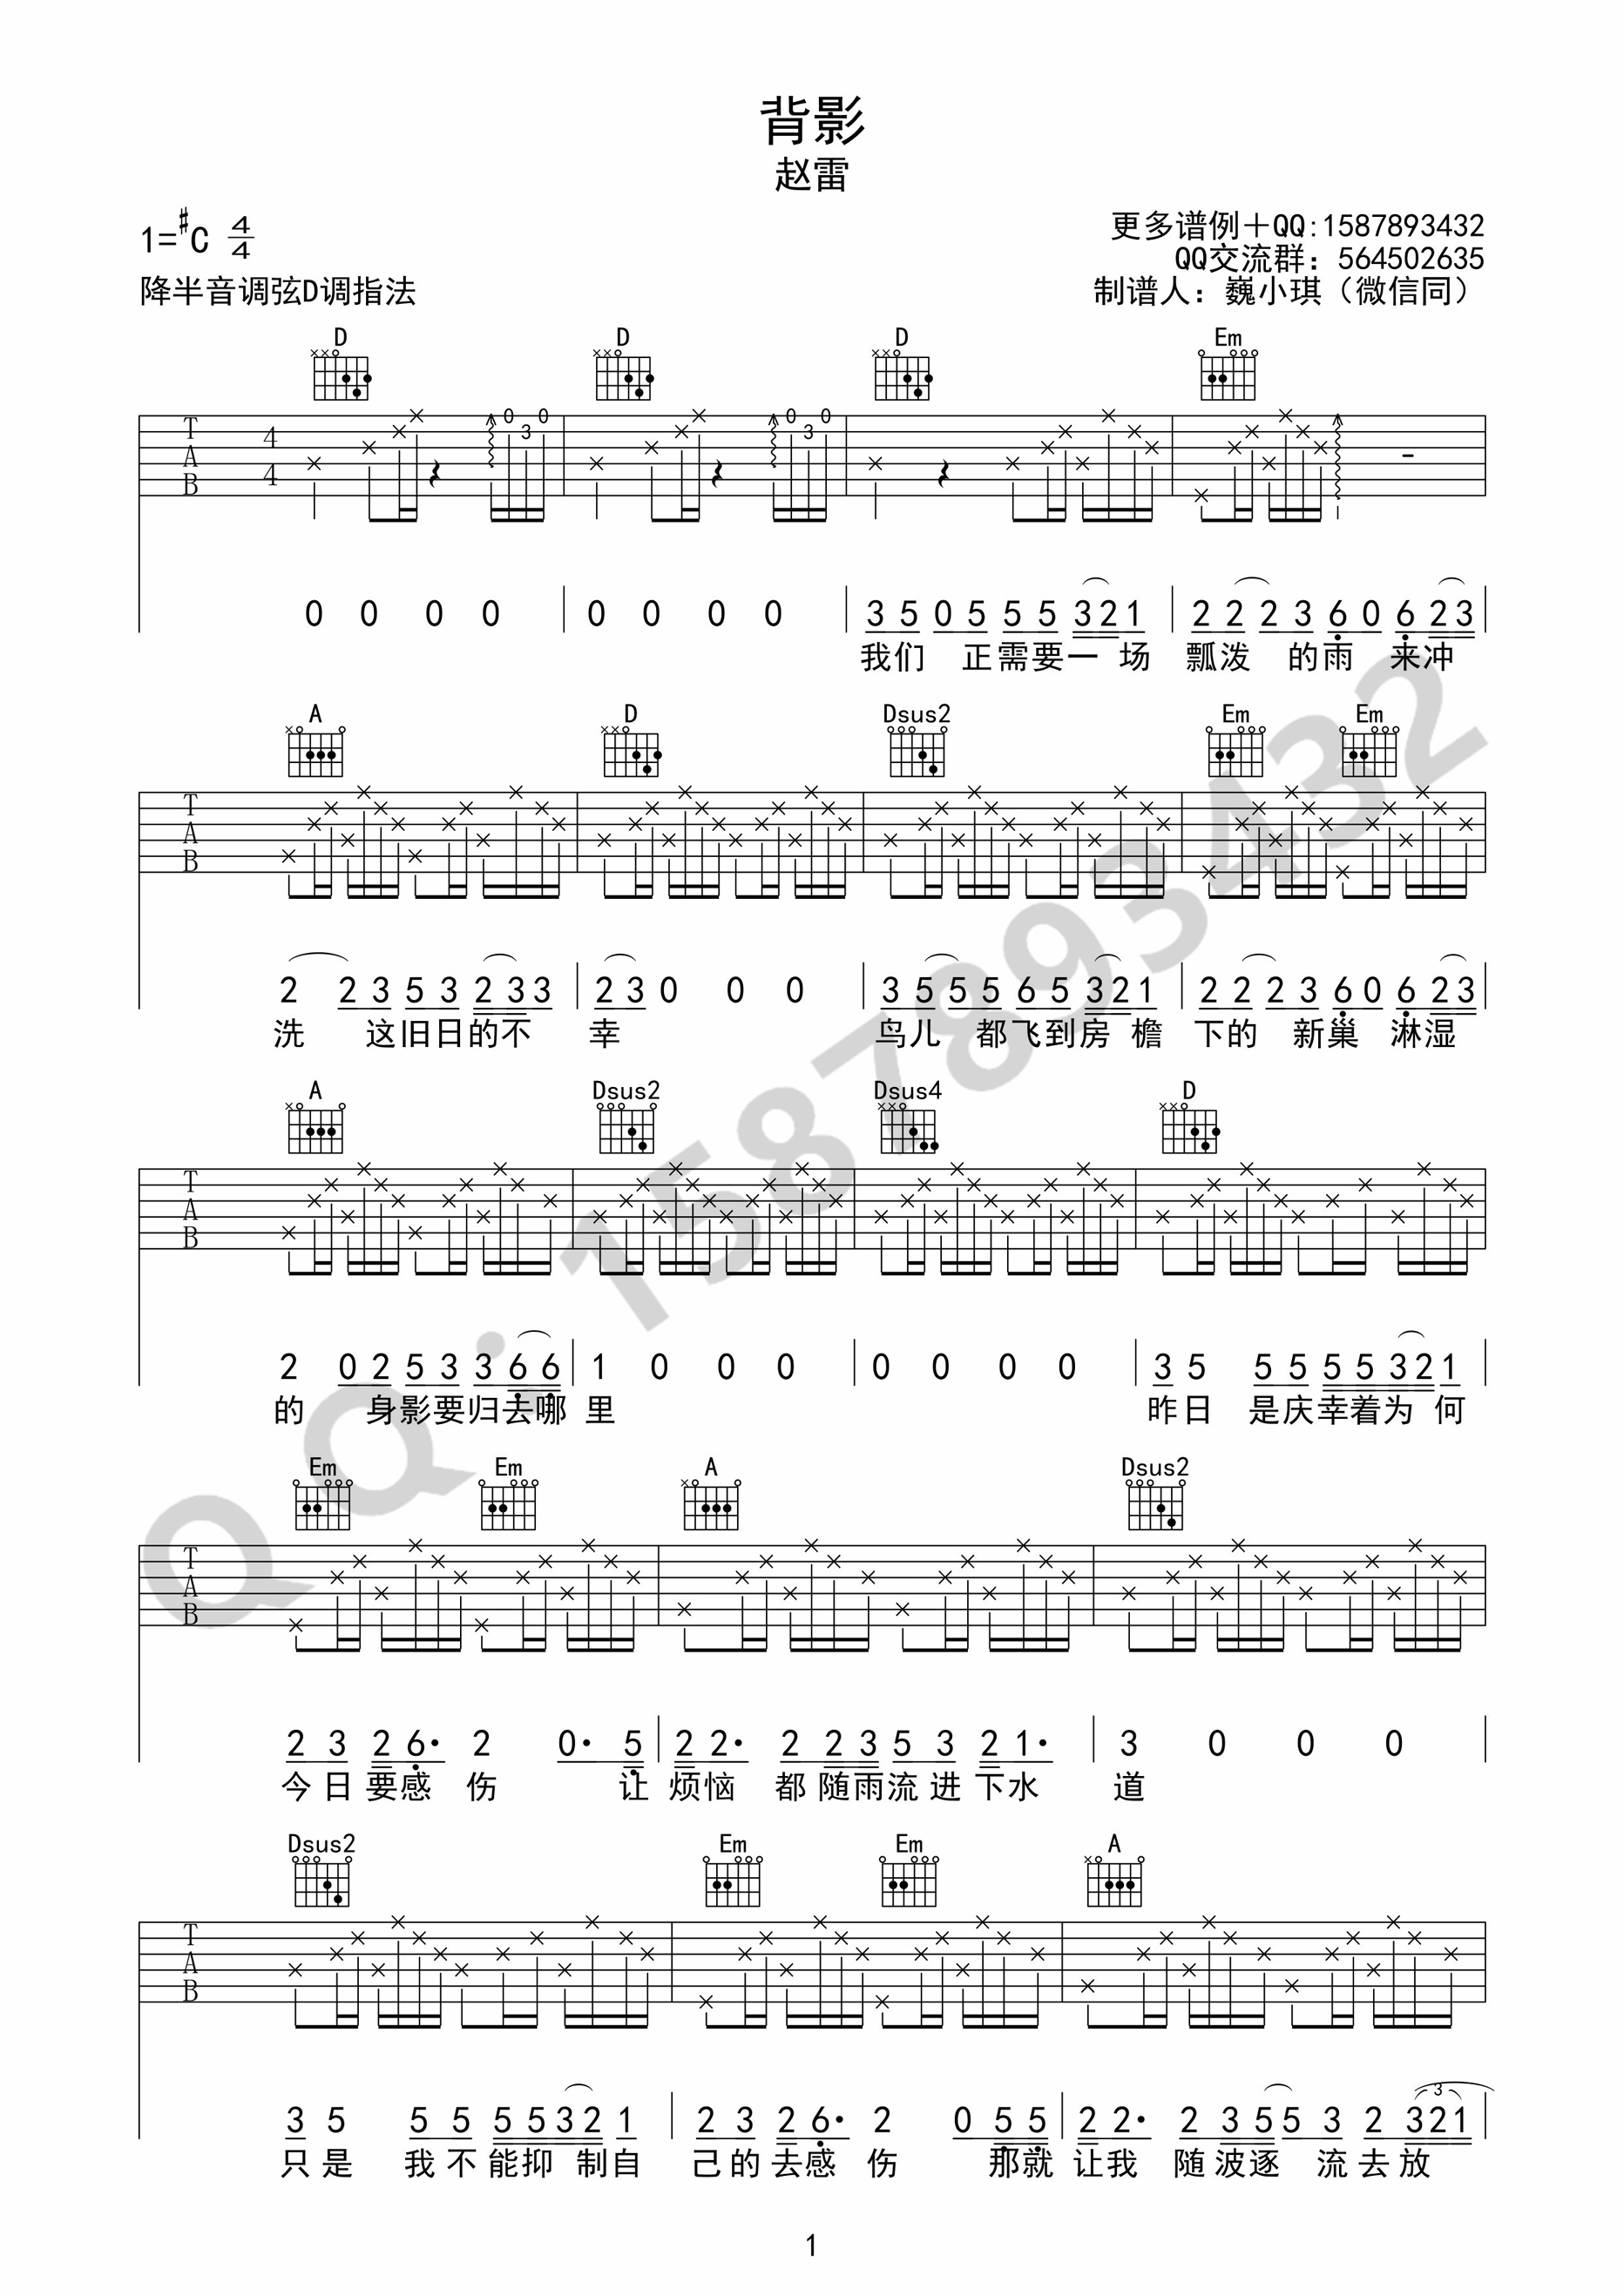 背影
赵雷
1=#C 4/4
更多谱例＋QQ:1587893432
QQ交流群：564502635
降半音调弦D调指法
制谱人：巍小琪（微信同）
D D D Em
T A B 4 4 0 3 0 0 3 0
0 0 0 0 0 0 0 0 3 5 0 5 5 5 3 2 1 2 2 2 3 6 0 6 2 3
我们 正需要一 场 瓢泼 的雨 来冲
A D Dsus2 Em Em
T A B
2 2 3 5 3 2 3 3 2 3 0 0 0 3 5 5 5 6 5 3 2 1 2 2 2 3 6 0 6 2 3
洗 这旧日的不 幸 鸟儿 都飞到房 檐 下的 新巢 淋湿
A Dsus2 Dsus4 D
T A B
2 0 2 5 3 3 6 6 1 0 0 0 0 0 0 0 3 5 5 5 5 5 3 2 1
的 身影要归去哪 里 昨日 是庆幸着为 何
Em Em A Dsus2
T A B
2 3 2 6· 2 0· 5 2 2· 2 2 3 5 3 2 1· 3 0 0 0
今日要感 伤 让 烦恼 都随雨流进下水 道
Dsus2 Em Em A
T A B
3 5 5 5 5 5 3 2 1 2 3 2 6· 2 0 5 5 2 2· 2 3 5 5 3 2 3 2 1 3
只是 我不能抑 制自 己的去感 伤 那就 让我 随波逐 流去放
QQ：1587893432
1